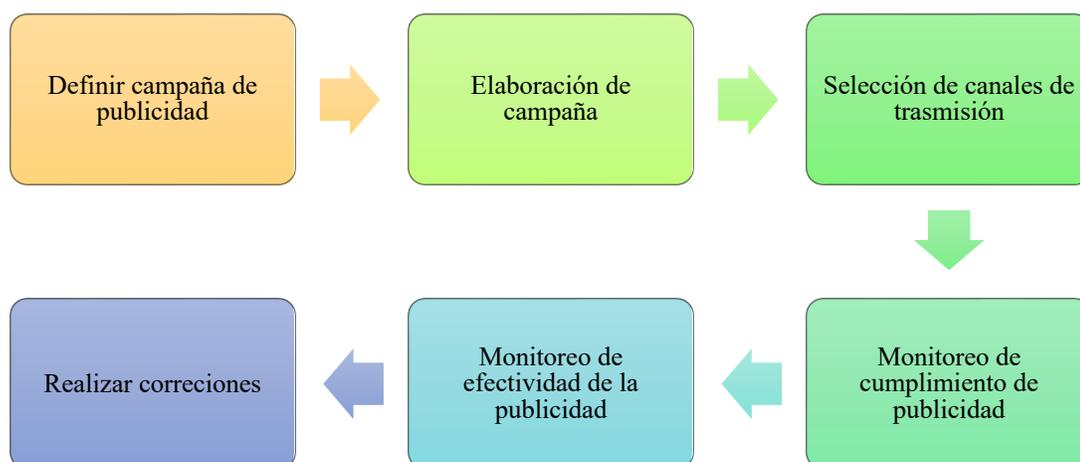 Definir campaña de
publicidad
Elaboración de
campaña
Selección de canales de
trasmisión
Monitoreo de
cumplimiento de
publicidad
Monitoreo de
efectividad de la
publicidad
Realizar correciones